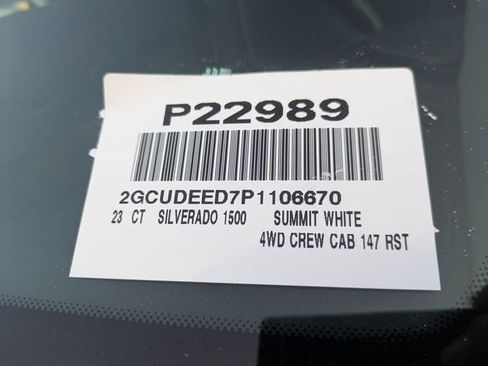 P22989
2GCUDEED7P1106670
23 CT SILVERADO 1500 SUMMIT WHITE
4WD CREW CAB 147 RST